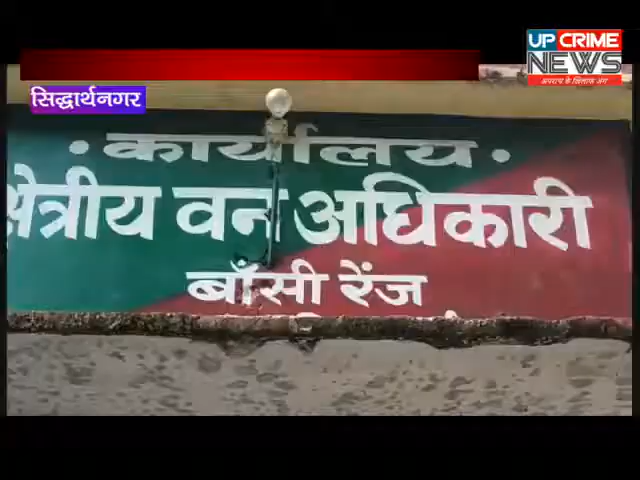 UP CRIME
NEWS
अपराध के खिलाफ जंग
सिद्धार्थनगर
• कार्यालय •
क्षेत्रीय वन अधिकारी
बाँसी रेंज